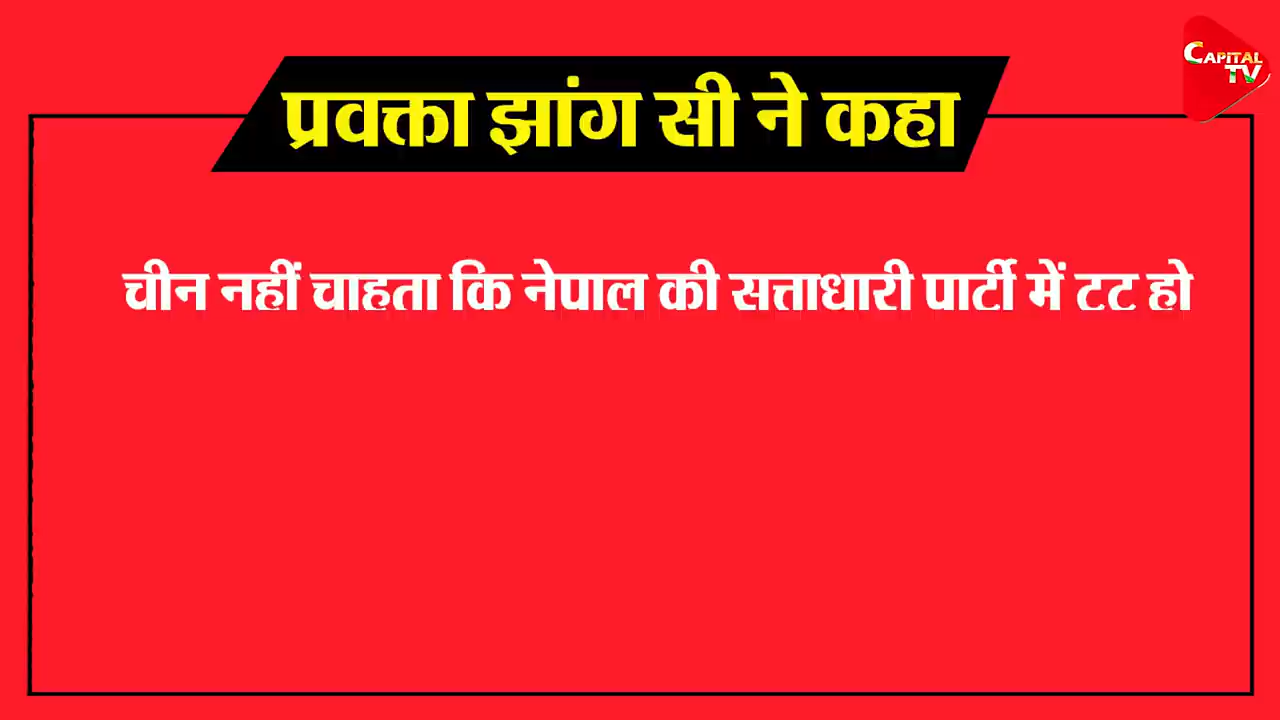 CAPITAL TV
प्रवक्ता झांग सी ने कहा
चीन नहीं चाहता कि नेपाल की सत्ताधारी पार्टी में टट हो